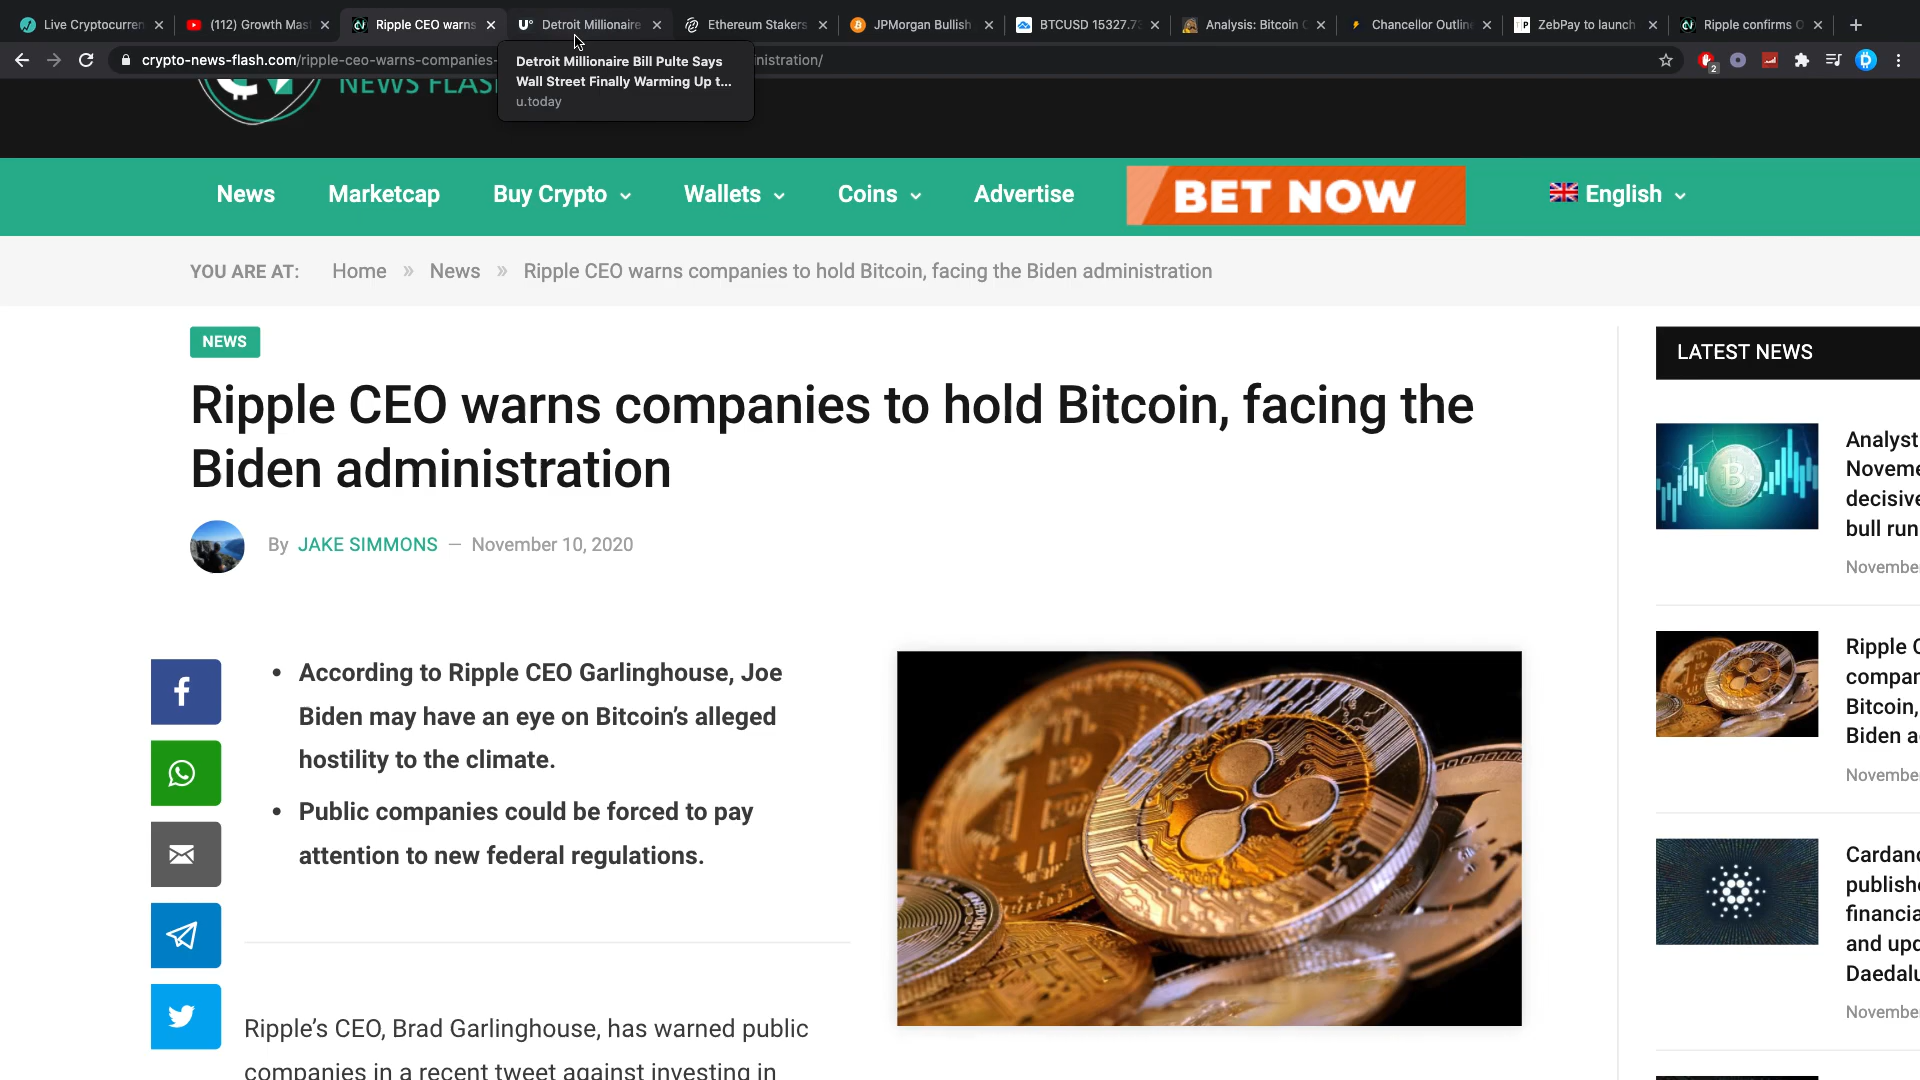 Live Cryptocurren
(112) Growth Mas
Ripple CEO warns
Detroit Millionaire
Ethereum Stakers
JPMorgan Bullish
BTCUSD 15327.7
Analysis: Bitcoin
Chancellor Outlin
ZebPay to launch
Ripple confirms
crypto-news-flash.com/ripple-ceo-warns-companies-
inistration/
2
Detroit Millionaire Bill Pulte Says
Wall Street Finally Warming Up t...
u.today
NEWS FLAS
News
Marketcap
Buy Crypto
Wallets
Coins
Advertise
BET NOW
English
YOU ARE AT: Home » News » Ripple CEO warns companies to hold Bitcoin, facing the Biden administration
NEWS
Ripple CEO warns companies to hold Bitcoin, facing the
Biden administration
By JAKE SIMMONS — November 10, 2020
• According to Ripple CEO Garlinghouse, Joe
Biden may have an eye on Bitcoin's alleged
hostility to the climate.
• Public companies could be forced to pay
attention to new federal regulations.
Ripple's CEO, Brad Garlinghouse, has warned public
companies in a recent tweet against investing in
LATEST NEWS
Analyst
Noveme
decisive
bull run
Novembe
Ripple C
compan
Bitcoin,
Biden a
Novembe
Cardano
publishe
financia
and upd
Daedalu
Novembe